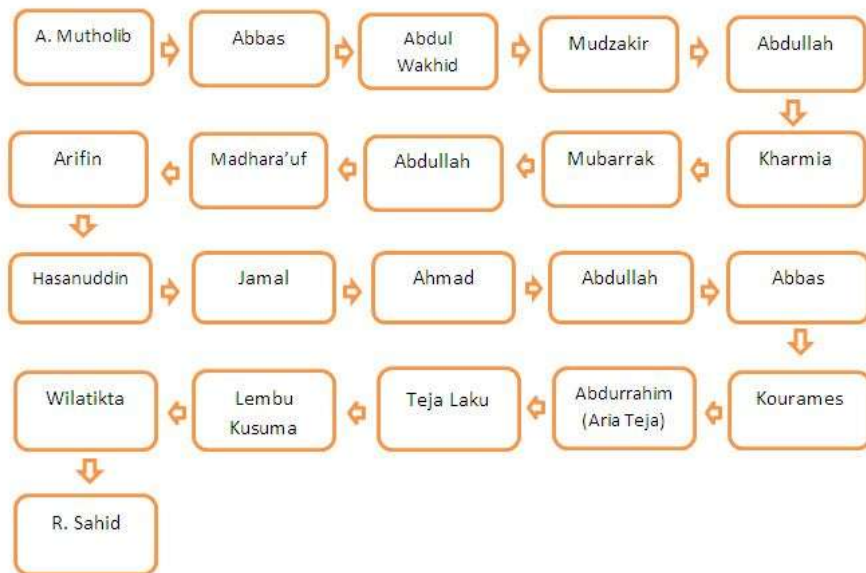 A. Mutholib
Abbas
Abdul
Wakhid
Mudzakir
Abdullah
Kharmia
Mubarrak
Abdullah
Madhara'uf
Arifin
Hasanuddin
Jamal
Ahmad
Abdullah
Abbas
Kourames
Abdurrahim
(Aria Teja)
Teja Laku
Lembu
Kusuma
Wilatikta
R. Sahid